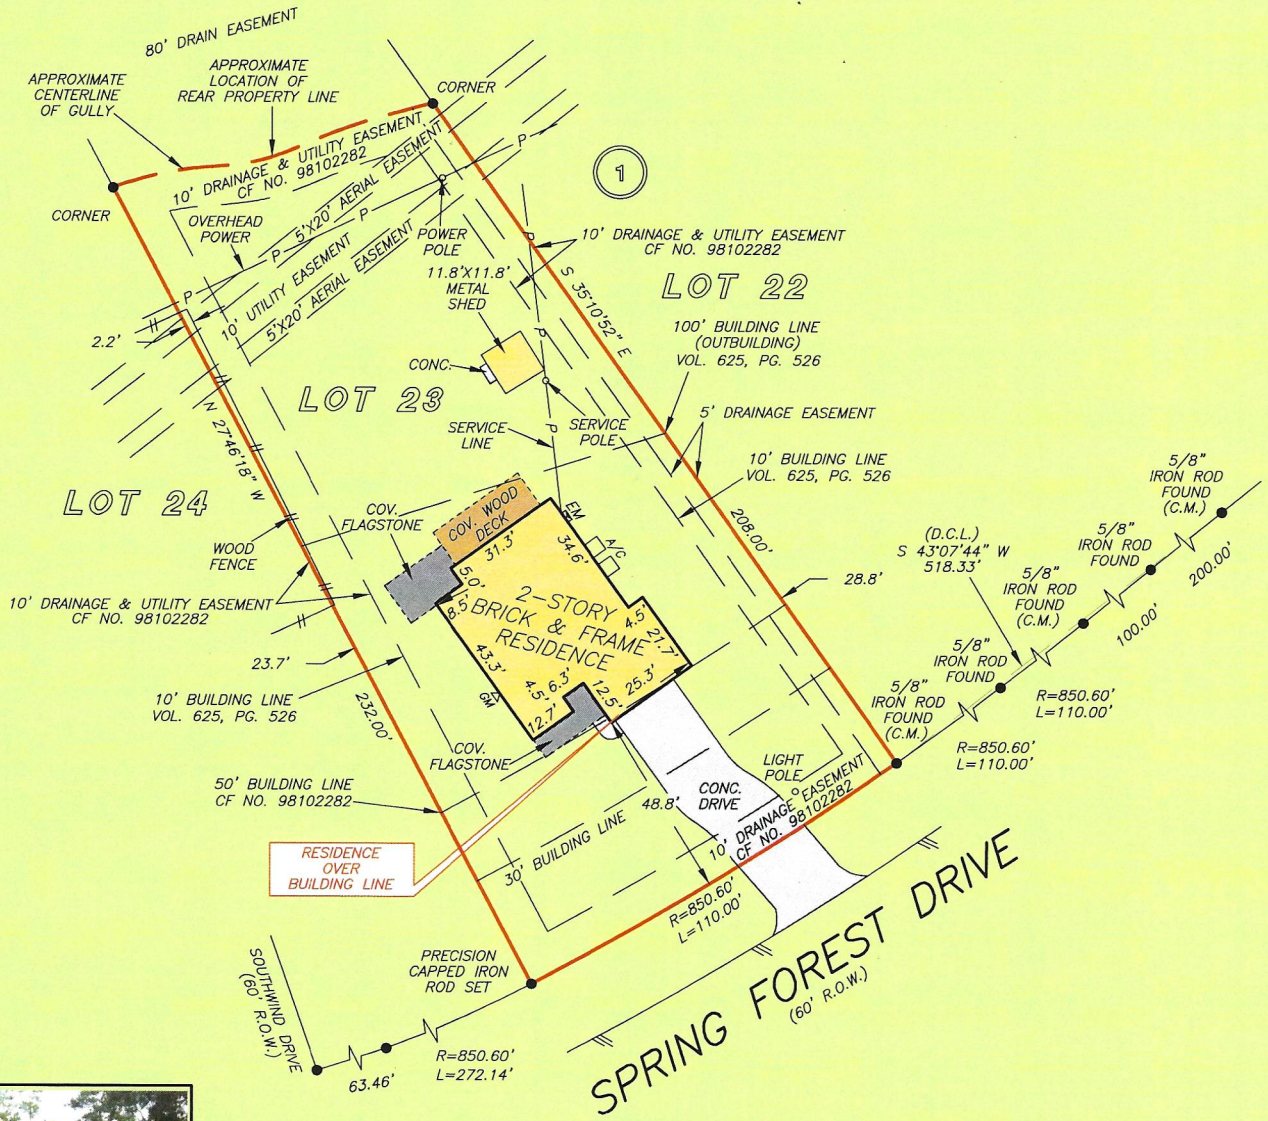 80' DRAIN EASEMENT
APPROXIMATE
CENTERLINE
OF GULLY
APPROXIMATE
LOCATION OF
REAR PROPERTY LINE
CORNER
CORNER
10' DRAINAGE & UTILITY EASEMENT
CF NO. 98102282
5'X20' AERIAL EASEMENT
OVERHEAD
POWER
P
P
P
P
P
P
P
10' UTILITY EASEMENT
5'X20' AERIAL EASEMENT
POWER
POLE
1
10' DRAINAGE & UTILITY EASEMENT
CF NO. 98102282
LOT 22
S 35°10'52" E
11.8'X11.8'
METAL
SHED
CONC.
2.2'
100' BUILDING LINE
(OUTBUILDING)
VOL. 625, PG. 526
LOT 23
SERVICE
LINE
SERVICE
POLE
5' DRAINAGE EASEMENT
10' BUILDING LINE
VOL. 625, PG. 526
N 27°46'18" W
LOT 24
WOOD
FENCE
COV.
FLAGSTONE
COV. WOOD
DECK
EM
A/C
208.00'
5/8"
IRON ROD
FOUND
(C.M.)
5/8"
IRON ROD
FOUND
5/8"
IRON ROD
FOUND
(C.M.)
5/8"
IRON ROD
FOUND
5/8"
IRON ROD
FOUND
(C.M.)
(D.C.L.)
S 43°07'44" W
518.33'
200.00'
100.00'
R=850.60'
L=110.00'
R=850.60'
L=110.00'
28.8'
10' DRAINAGE & UTILITY EASEMENT
CF NO. 98102282
31.3'
34.6'
5.0'
8.5'
2-STORY
BRICK & FRAME
RESIDENCE
4.5'
21.7'
43.3'
4.5'
6.3'
12.5'
25.3'
12.7'
GM
23.7'
10' BUILDING LINE
VOL. 625, PG. 526
232.00'
COV.
FLAGSTONE
50' BUILDING LINE
CF NO. 98102282
LIGHT
POLE
CONC.
DRIVE
48.8'
10' DRAINAGE EASEMENT
CF NO. 98102282
30' BUILDING LINE
RESIDENCE
OVER
BUILDING LINE
R=850.60'
L=110.00'
PRECISION
CAPPED IRON
ROD SET
SOUTHWIND DRIVE
(60' R.O.W.)
63.46'
R=850.60'
L=272.14'
SPRING FOREST DRIVE
(60' R.O.W.)